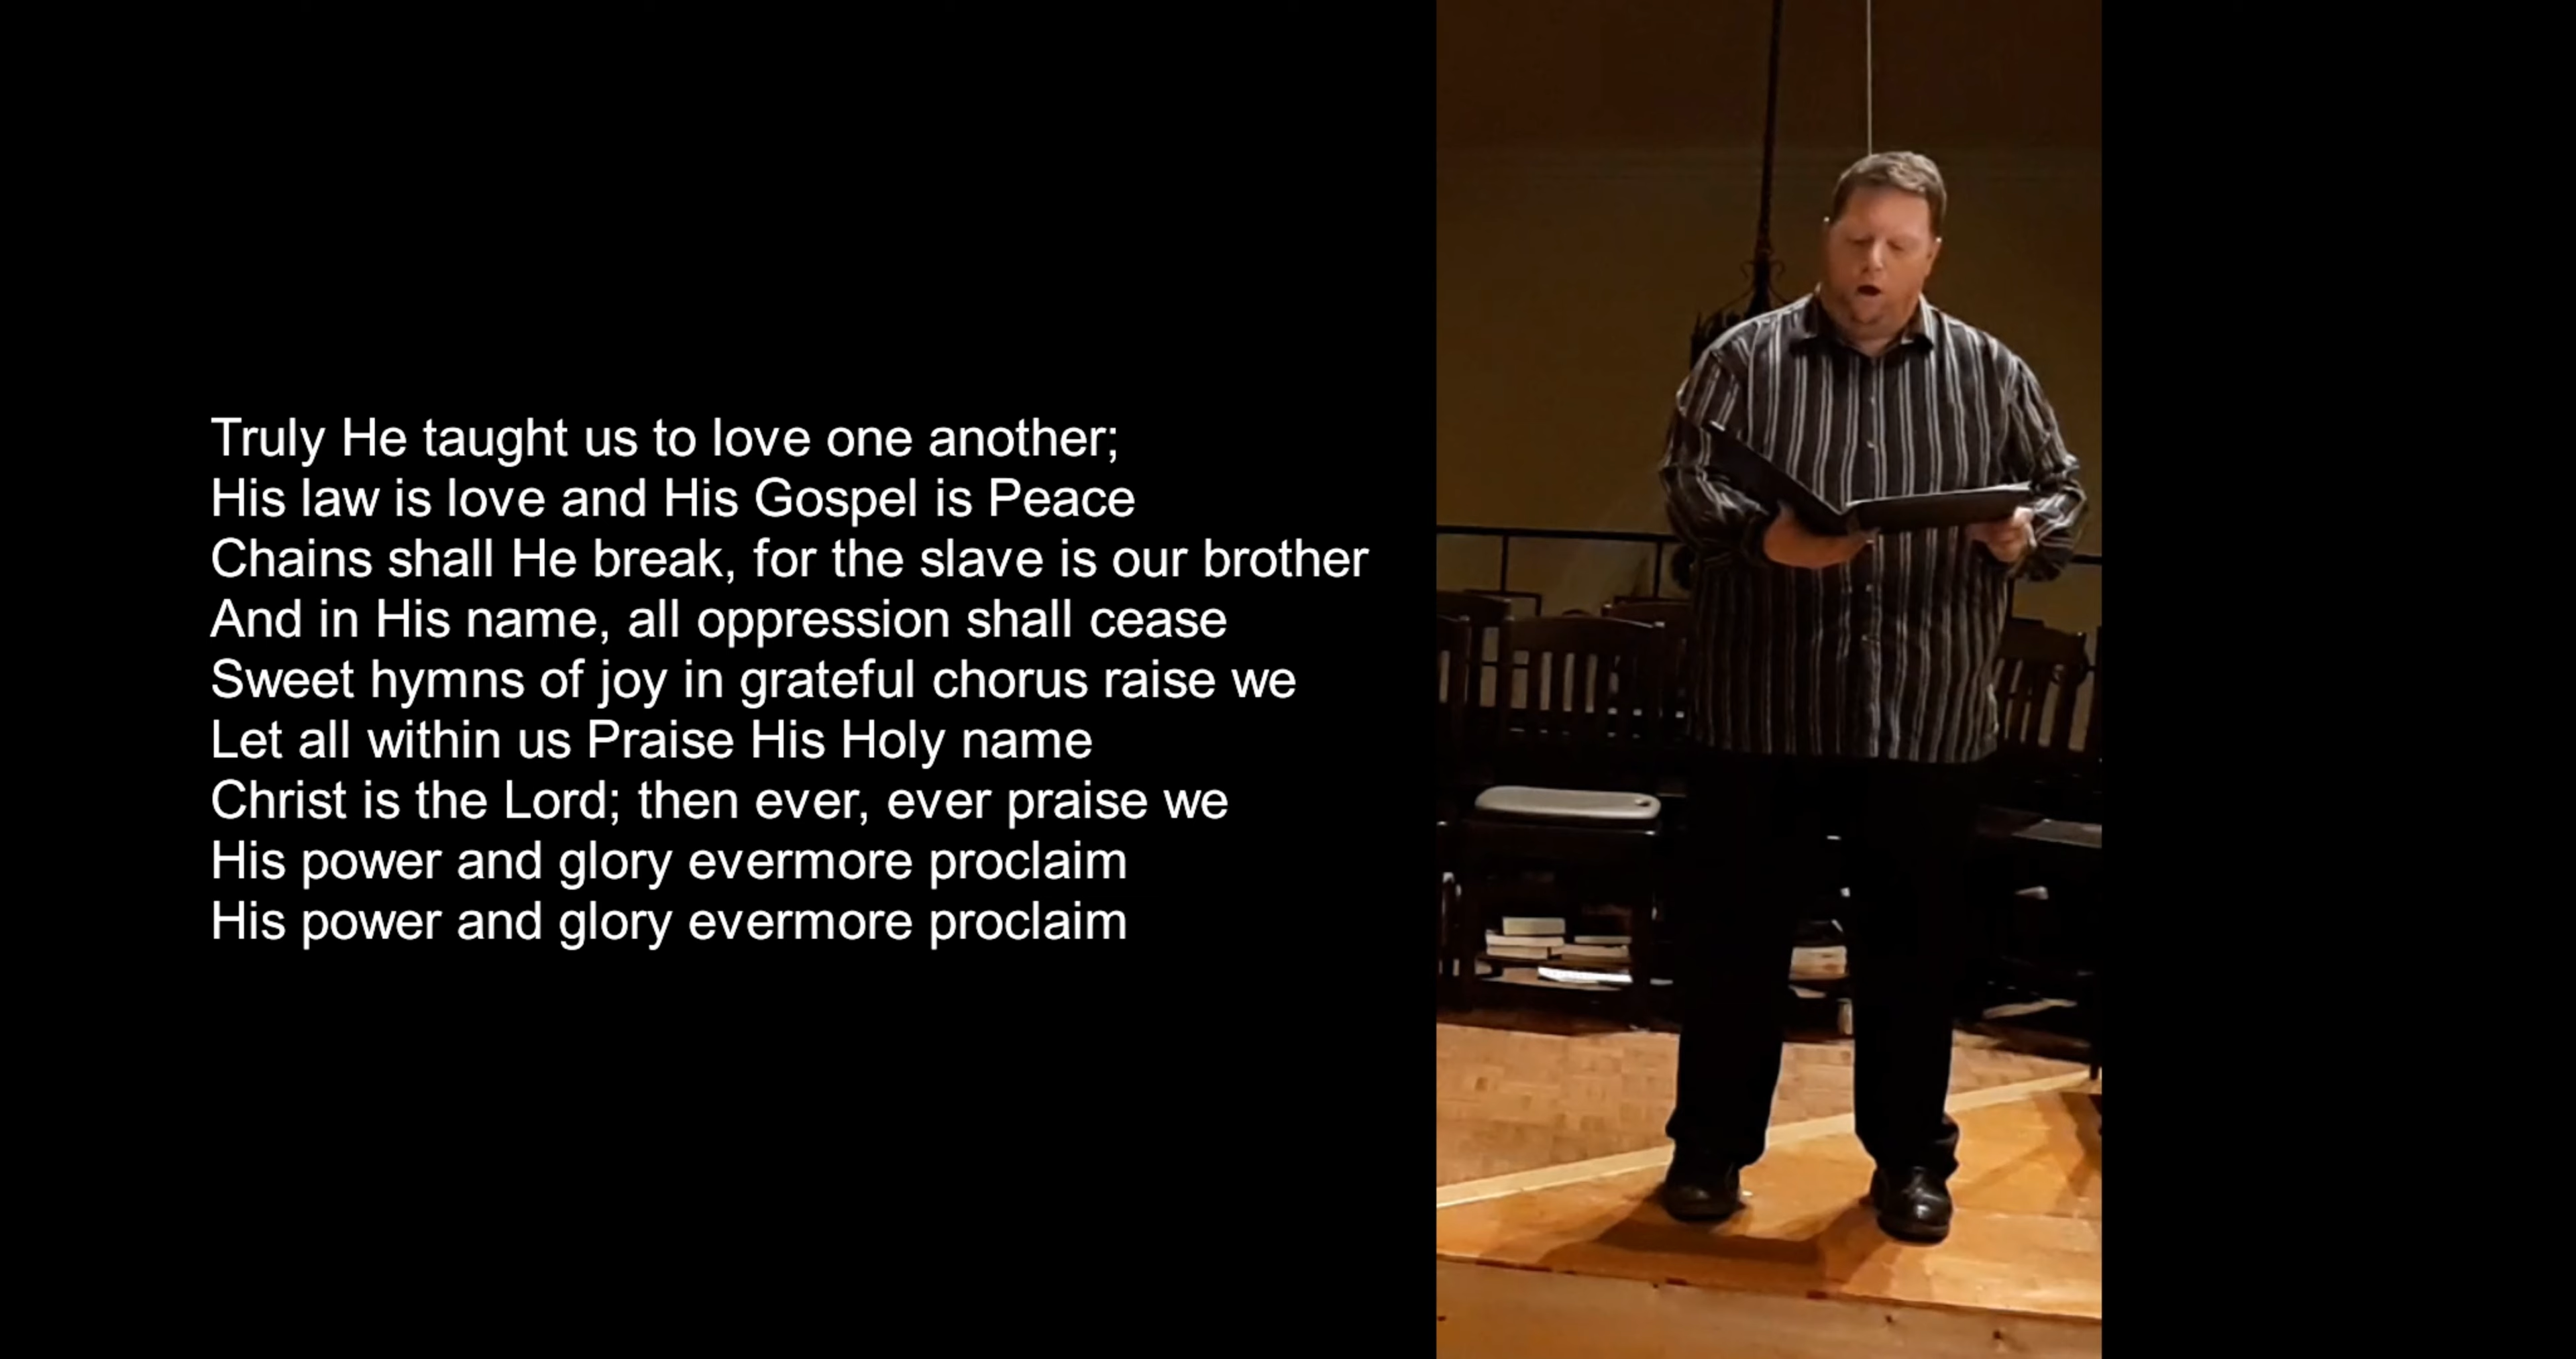 Truly He taught us to love one another;
His law is love and His Gospel is Peace
Chains shall He break, for the slave is our brother
And in His name, all oppression shall cease
Sweet hymns of joy in grateful chorus raise we
Let all within us Praise His Holy name
Christ is the Lord; then ever, ever praise we
His power and glory evermore proclaim
His power and glory evermore proclaim